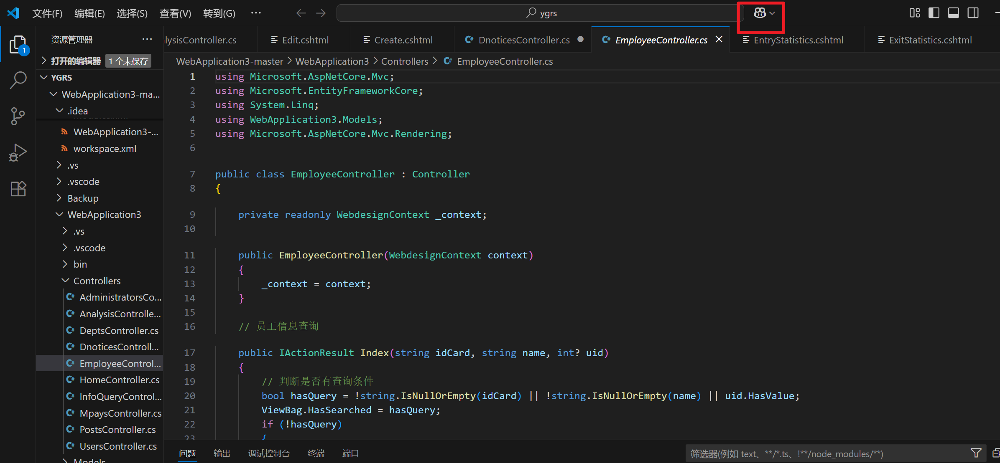 文件(F) 编辑(E) 选择(S) 查看(V) 转到(G) ··· ygrs
资源管理器 ···
lysisController.cs Edit.cshtml Create.cshtml C# DnoticesController.cs C# EmployeeController.cs EntryStatistics.cshtml ExitStatistics.cshtml
1
打开的编辑器 1 个未保存
YGRS
WebApplication3-ma...
.idea
WebApplication3-...
workspace.xml
.vs
.vscode
Backup
WebApplication3
.vs
.vscode
bin
Controllers
C# AdministratorsCo...
C# AnalysisControlle...
C# DeptsController.cs
C# DnoticesControll...
C# EmployeeControl...
C# HomeController.cs
C# InfoQueryControl...
C# MpaysController.cs
C# PostsController.cs
C# UsersController.cs
Models
WebApplication3-master > WebApplication3 > Controllers > C# EmployeeController.cs
1 using Microsoft.AspNetCore.Mvc;
2 using Microsoft.EntityFrameworkCore;
3 using System.Linq;
4 using WebApplication3.Models;
5 using Microsoft.AspNetCore.Mvc.Rendering;
6
7 public class EmployeeController : Controller
8 {
9 private readonly WebdesignContext _context;
10
11 public EmployeeController(WebdesignContext context)
12 {
13 _context = context;
14 }
15
16 // 员工信息查询
17 public IActionResult Index(string idCard, string name, int? uid)
18 {
19 // 判断是否有查询条件
20 bool hasQuery = !string.IsNullOrEmpty(idCard) || !string.IsNullOrEmpty(name) || uid.HasValue;
21 ViewBag.HasSearched = hasQuery;
22 if (!hasQuery)
23 {
问题 输出 调试控制台 终端 端口 筛选器(例如 text、**/*.ts、!**/node_modules/**)